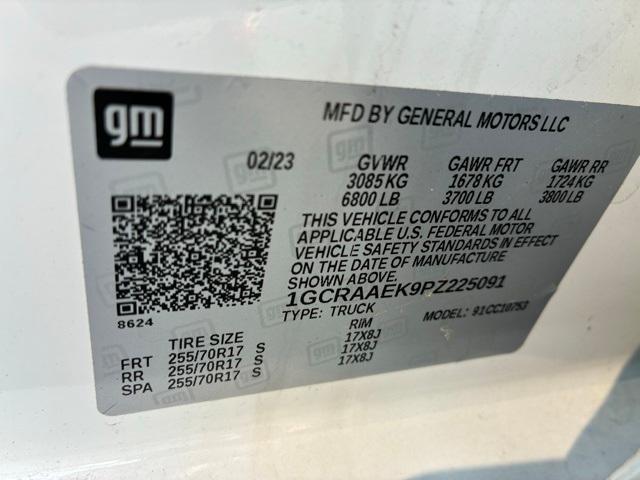 gm
MFD BY GENERAL MOTORS LLC
02/23 GVWR GAWR FRT GAWR RR
3085 KG 1678 KG 1724 KG
6800 LB 3700 LB 3800 LB
THIS VEHICLE CONFORMS TO ALL
APPLICABLE U.S. FEDERAL MOTOR
VEHICLE SAFETY STANDARDS IN EFFECT
ON THE DATE OF MANUFACTURE
SHOWN ABOVE.
1GCRAAEK9PZ225091
8624
TYPE: TRUCK MODEL: 91CC10753
TIRE SIZE RIM
FRT 255/70R17 S 17X8J
RR 255/70R17 S 17X8J
SPA 255/70R17 S 17X8J